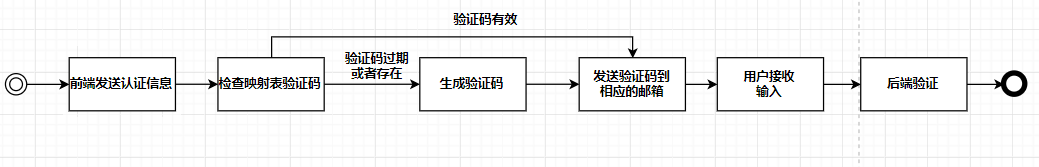 验证码有效
前端发送认证信息
检查映射表验证码
验证码过期
或者存在
生成验证码
发送验证码到
相应的邮箱
用户接收
输入
后端验证